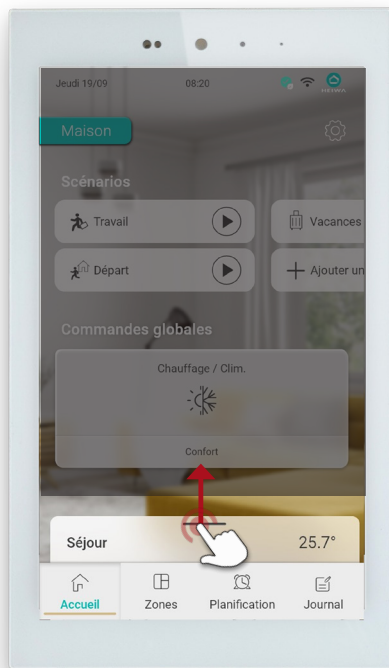 Jeudi 19/09 08:20
HEIWA
Maison
Scénarios
Travail Vacances
Départ Ajouter un
Commandes globales
Chauffage / Clim.
Confort
Séjour 25.7°
Accueil Zones Planification Journal